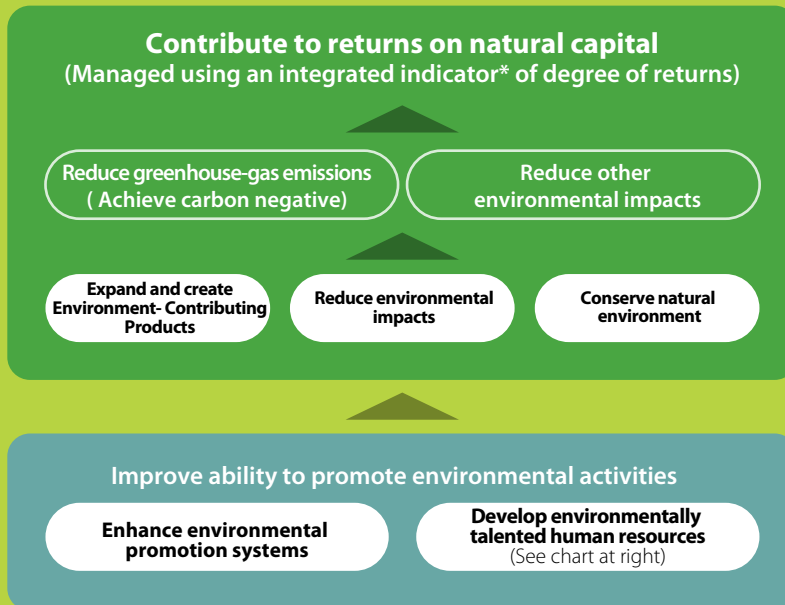 Contribute to returns on natural capital
(Managed using an integrated indicator* of degree of returns)
Reduce greenhouse-gas emissions
( Achieve carbon negative)
Reduce other
environmental impacts
Expand and create
Environment- Contributing
Products
Reduce environmental
impacts
Conserve natural
environment
Improve ability to promote environmental activities
Enhance environmental
promotion systems
Develop environmentally
talented human resources
(See chart at right)